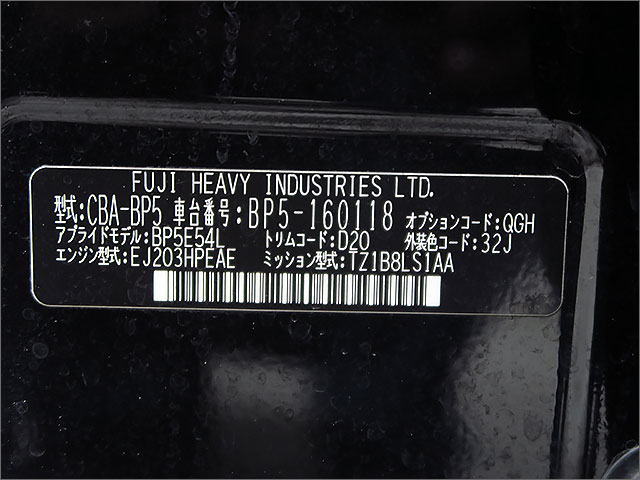 FUJI HEAVY INDUSTRIES LTD.
型式:CBA-BP5 車台番号:BP5-160118 オプションコード:QGH
アプライドモデル:BP5E54L トリムコード:D20 外装色コード:32J
エンジン型式:EJ203HPEAE ミッション型式:TZ1B8LS1AA